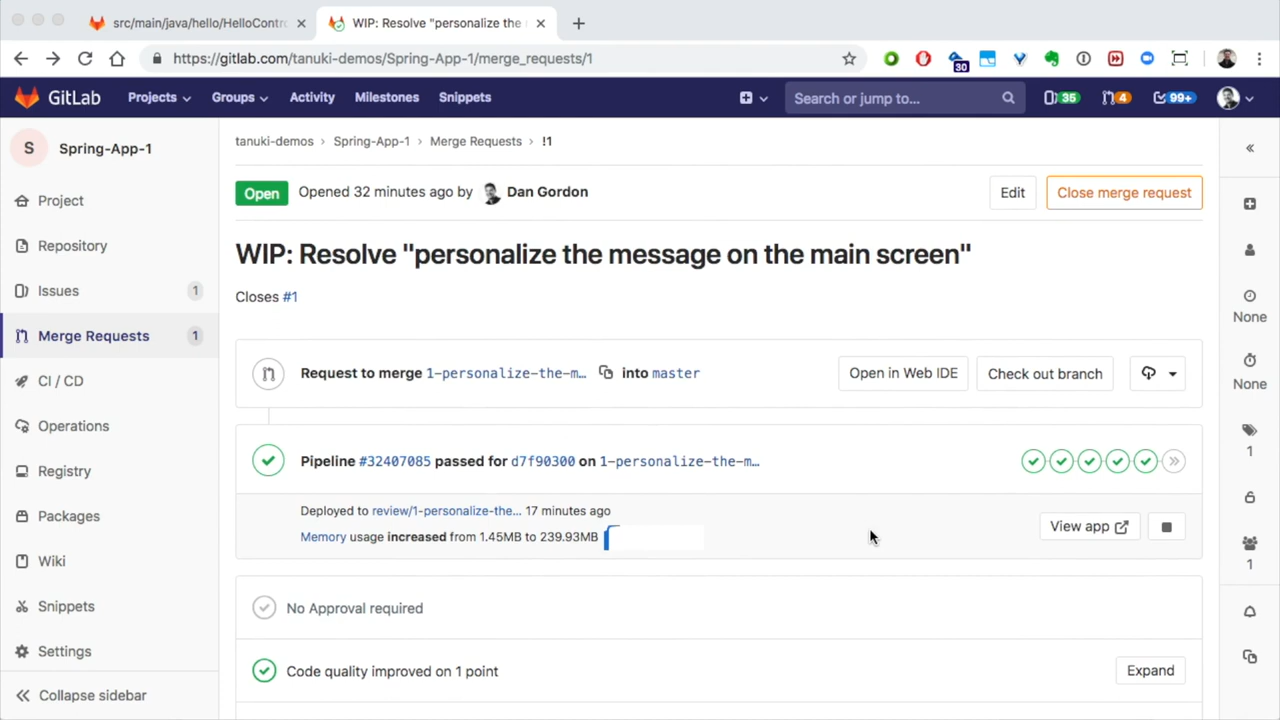 src/main/java/hello/HelloContro
WIP: Resolve "personalize the
https://gitlab.com/tanuki-demos/Spring-App-1/merge_requests/1
30
GitLab
Projects
Groups
Activity
Milestones
Snippets
Search or jump to...
35
4
99+
S
Spring-App-1
Project
Repository
Issues 1
Merge Requests 1
CI / CD
Operations
Registry
Packages
Wiki
Snippets
Settings
Collapse sidebar
tanuki-demos › Spring-App-1 › Merge Requests › !1
Open Opened 32 minutes ago by Dan Gordon
Edit
Close merge request
WIP: Resolve "personalize the message on the main screen"
Closes #1
Request to merge 1-personalize-the-m… into master
Open in Web IDE
Check out branch
Pipeline #32407085 passed for d7f90300 on 1-personalize-the-m…
Deployed to review/1-personalize-the... 17 minutes ago
Memory usage increased from 1.45MB to 239.93MB
View app
No Approval required
Code quality improved on 1 point
Expand
None
None
1
1